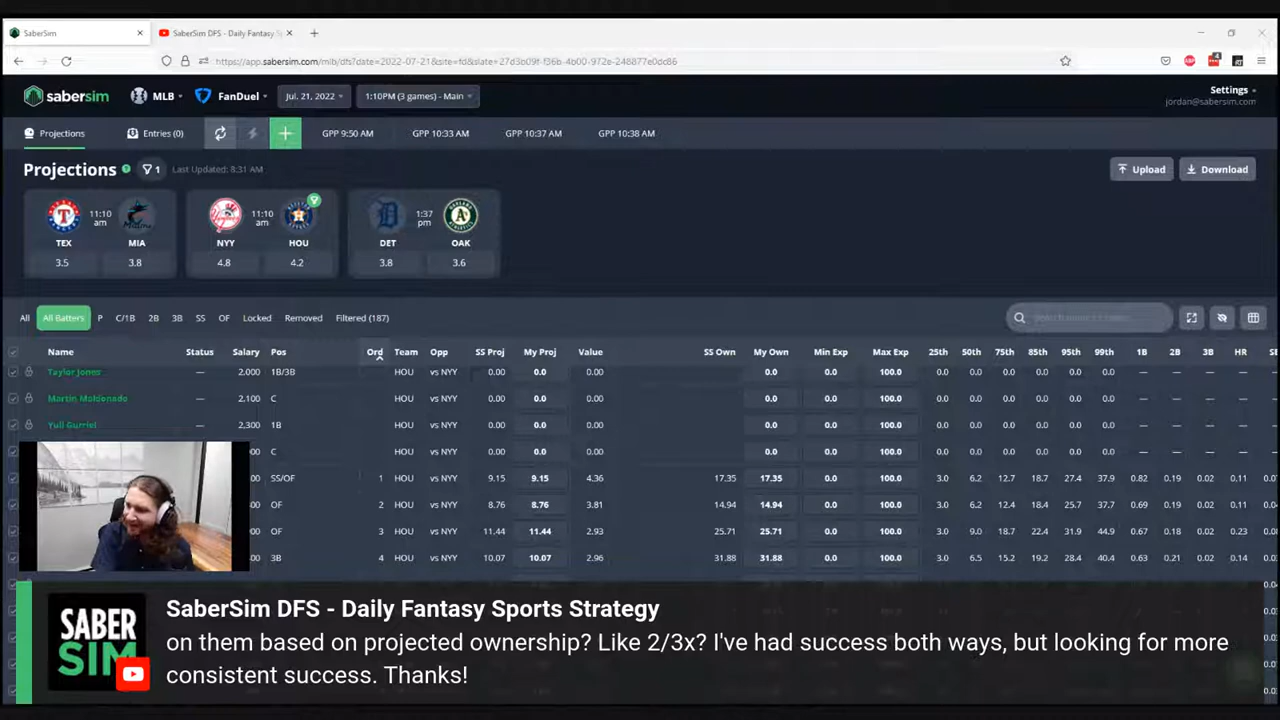 SaberSim
SaberSim DFS - Daily Fantasy Sp
https://app.sabersim.com/mlb/dfs?date=2022-07-21&site=fd&slate=27d3b09f-f36b-4b00-972e-248877e0dc86
sabersim MLB FanDuel Jul. 21, 2022 1:10PM (3 games) - Main Settings
jordan@sabersim.com
Projections Entries (0) GPP 9:50 AM GPP 10:33 AM GPP 10:37 AM GPP 10:38 AM
Projections 1 Last Updated: 8:31 AM Upload Download
11:10 am 11:10 am 1:37 pm
TEX MIA NYY HOU DET OAK
3.5 3.8 4.8 4.2 3.8 3.6
All All Batters P C/1B 2B 3B SS OF Locked Removed Filtered (187)
Name Status Salary Pos Ord Team Opp SS Proj My Proj Value SS Own My Own Min Exp Max Exp 25th 50th 75th 85th 95th 99th 1B 2B 3B HR
Taylor Jones — 2,000 1B/3B HOU vs NYY 0.00 0.0 0.00 0.0 0.0 100.0 0.0 0.0 0.0 0.0 0.0 0.0 — — — —
Martin Maldonado — 2,100 C HOU vs NYY 0.00 0.0 0.00 0.0 0.0 100.0 0.0 0.0 0.0 0.0 0.0 0.0 — — — —
Yuli Gurriel — 2,300 1B HOU vs NYY 0.00 0.0 0.00 0.0 0.0 100.0 0.0 0.0 0.0 0.0 0.0 0.0 — — — —
00 C HOU vs NYY 0.00 0.0 0.00 0.0 0.0 100.0 0.0 0.0 0.0 0.0 0.0 0.0 — — — —
00 SS/OF 1 HOU vs NYY 9.15 9.15 4.36 17.35 17.35 0.0 100.0 3.0 6.2 12.7 18.7 27.4 37.9 0.82 0.19 0.02 0.11
00 OF 2 HOU vs NYY 8.76 8.76 3.81 14.94 14.94 0.0 100.0 3.0 6.2 12.4 18.4 25.7 37.7 0.69 0.19 0.02 0.11
00 OF 3 HOU vs NYY 11.44 11.44 2.93 25.71 25.71 0.0 100.0 3.0 9.0 18.7 22.4 31.9 44.9 0.67 0.18 0.02 0.23
00 3B 4 HOU vs NYY 10.07 10.07 2.96 31.88 31.88 0.0 100.0 3.0 6.5 15.2 19.2 28.4 40.4 0.63 0.21 0.02 0.14
SABER
SIM
SaberSim DFS - Daily Fantasy Sports Strategy
on them based on projected ownership? Like 2/3x? I've had success both ways, but looking for more
consistent success. Thanks!